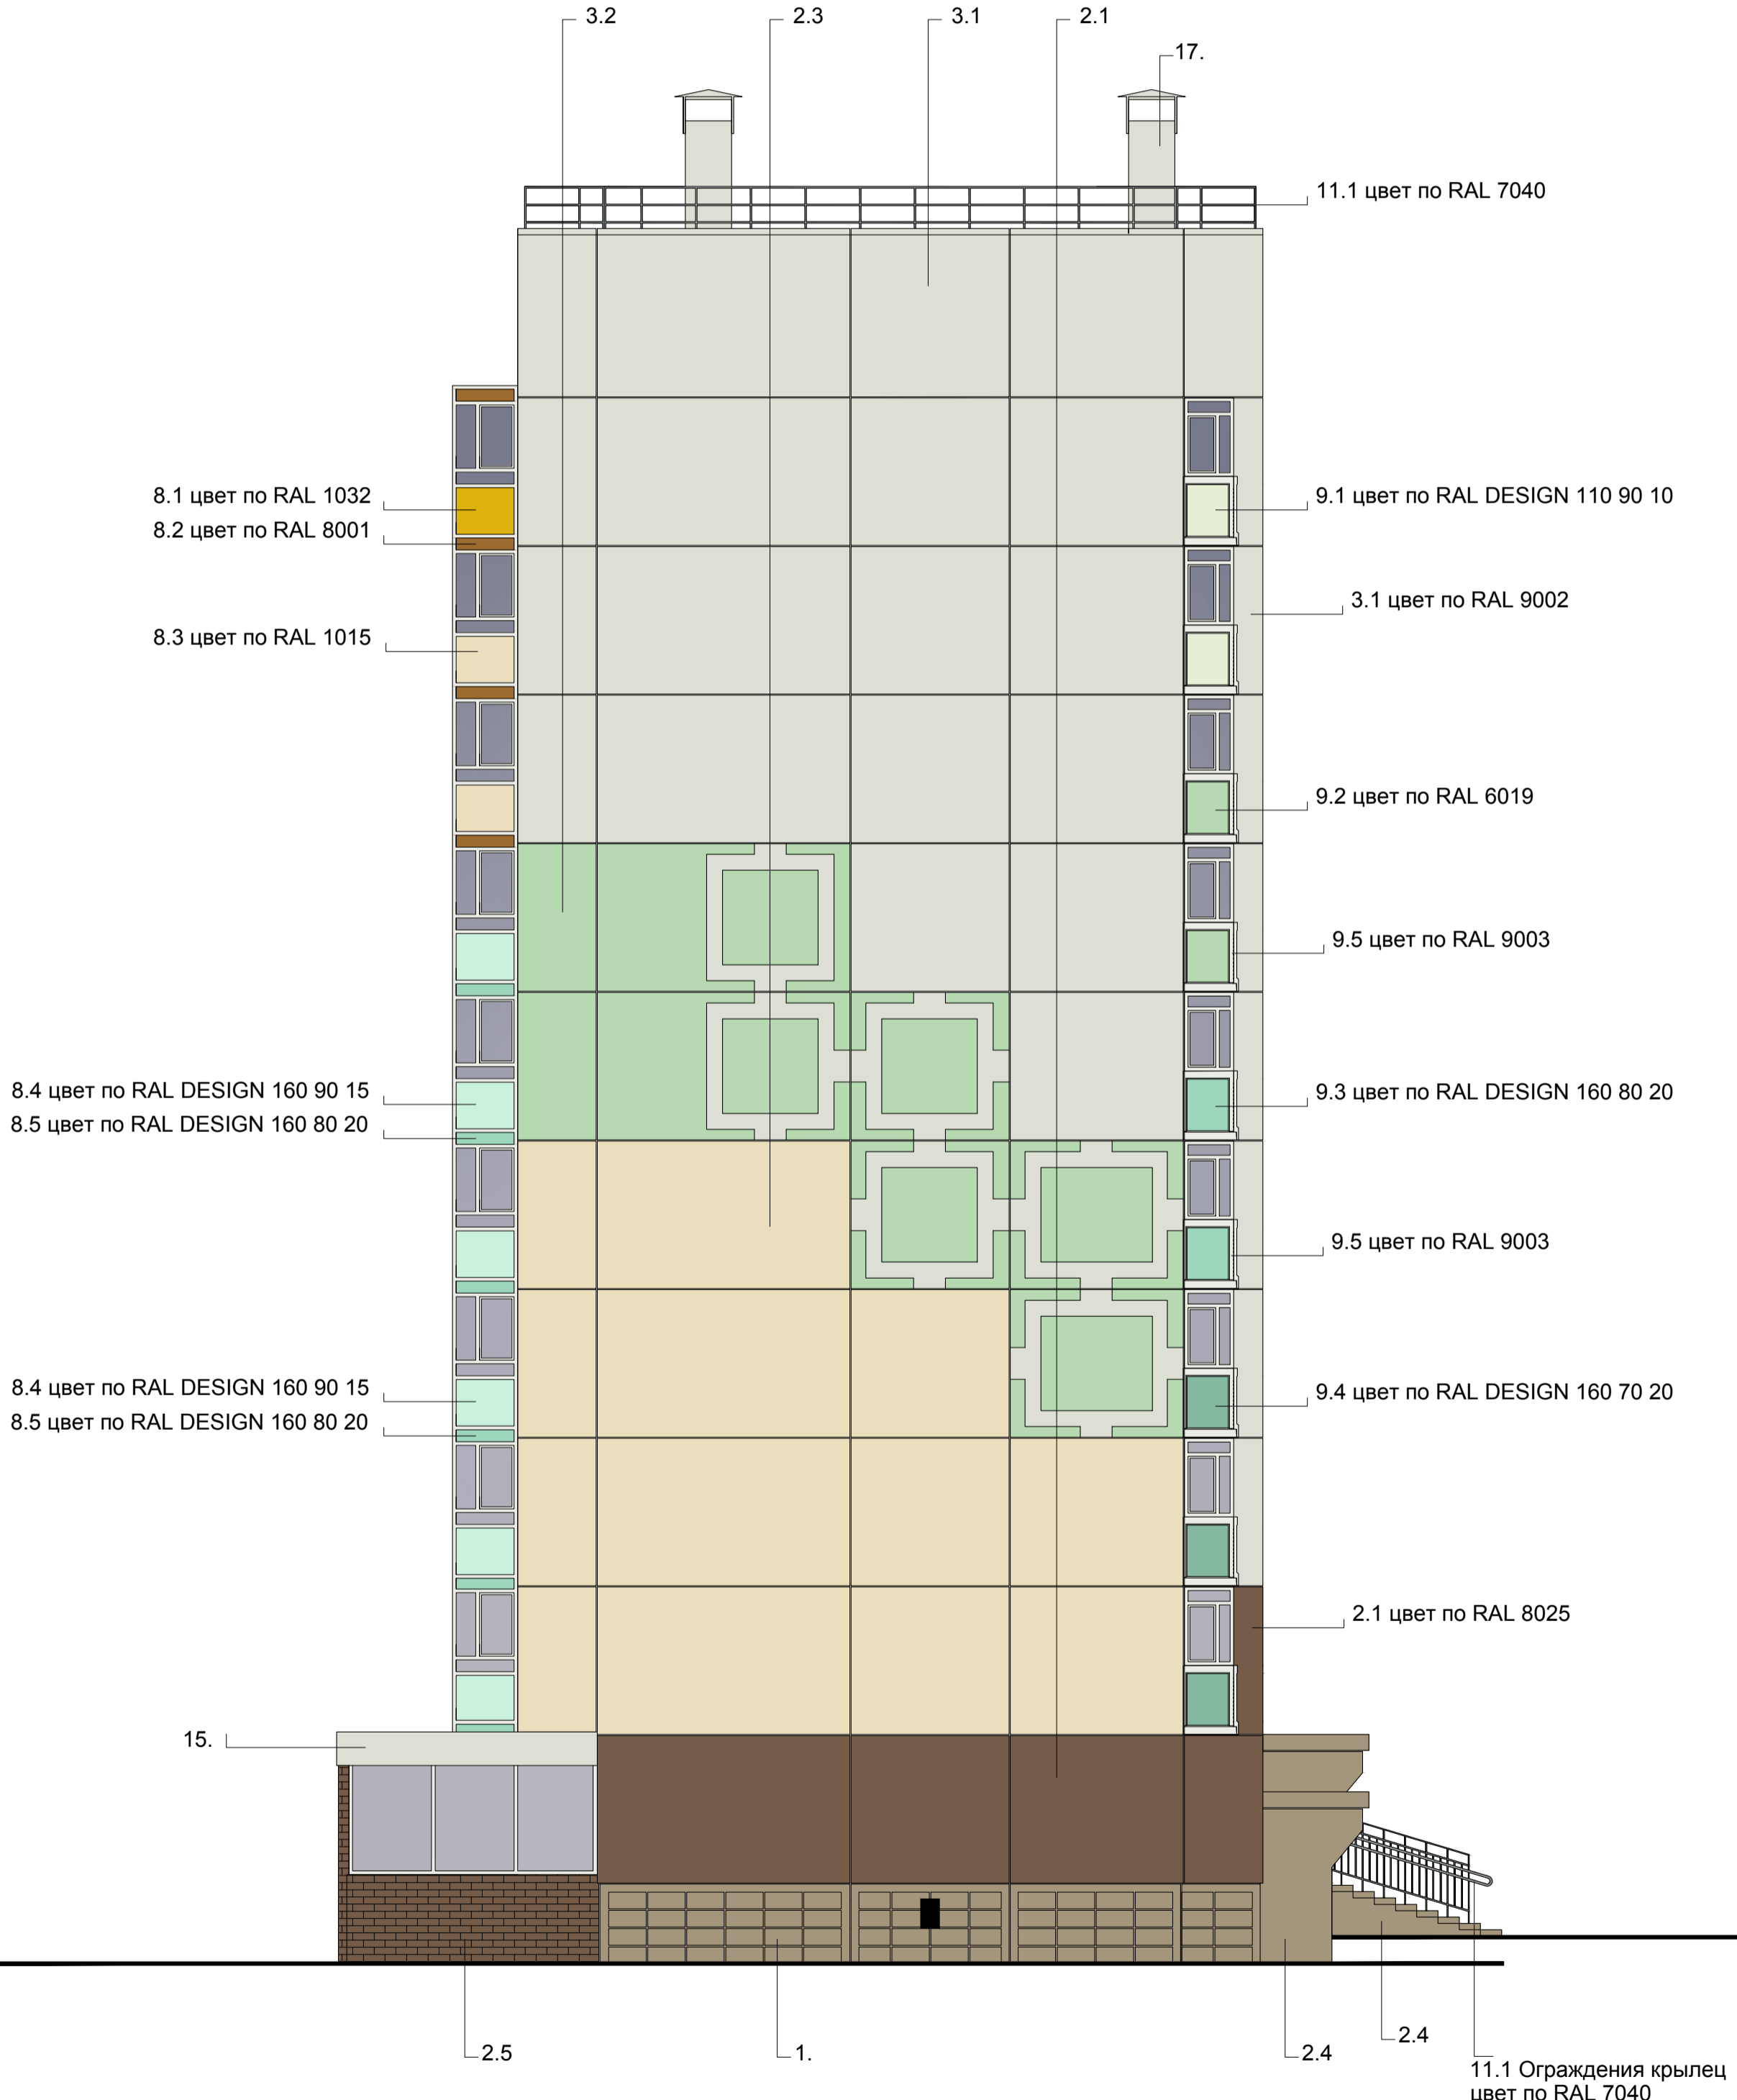 3.2
2.3
3.1
2.1
17.
11.1 цвет по RAL 7040
8.1 цвет по RAL 1032
9.1 цвет по RAL DESIGN 110 90 10
8.2 цвет по RAL 8001
3.1 цвет по RAL 9002
8.3 цвет по RAL 1015
9.2 цвет по RAL 6019
9.5 цвет по RAL 9003
8.4 цвет по RAL DESIGN 160 90 15
9.3 цвет по RAL DESIGN 160 80 20
8.5 цвет по RAL DESIGN 160 80 20
9.5 цвет по RAL 9003
8.4 цвет по RAL DESIGN 160 90 15
9.4 цвет по RAL DESIGN 160 70 20
8.5 цвет по RAL DESIGN 160 80 20
2.1 цвет по RAL 8025
15.
2.4
2.5
1.
2.4
11.1 Ограждения крылец
цвет по RAL 7040